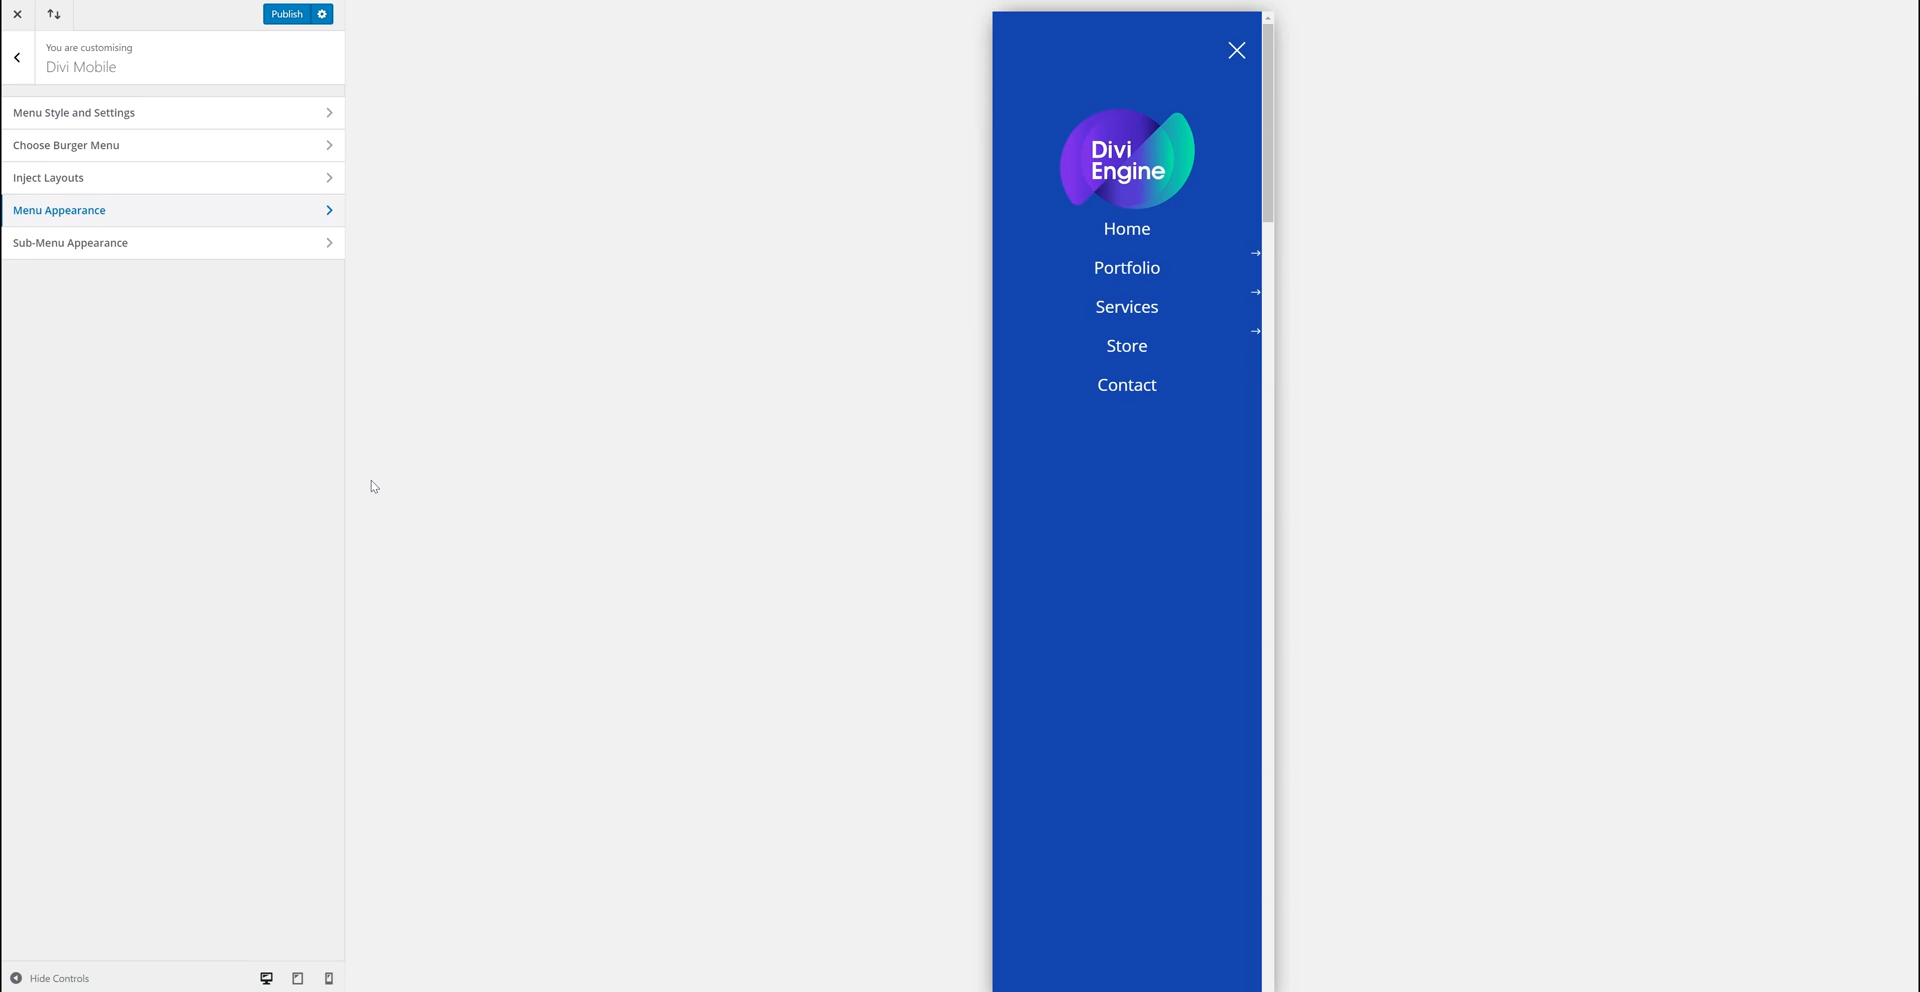 Publish
You are customising
Divi Mobile
Menu Style and Settings
Choose Burger Menu
Inject Layouts
Menu Appearance
Sub-Menu Appearance
Hide Controls
Divi
Engine
Home
Portfolio
Services
Store
Contact